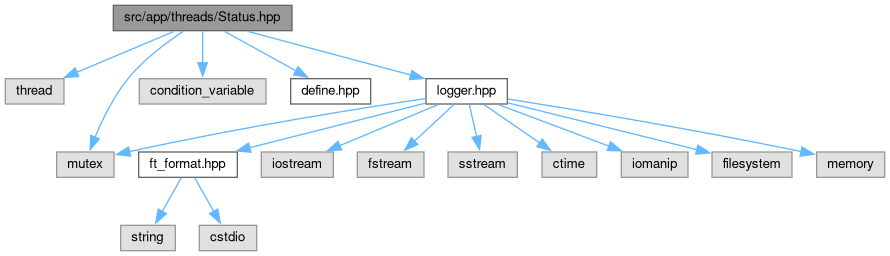 src/app/threads/Status.hpp
thread
condition_variable
define.hpp
logger.hpp
mutex
ft_format.hpp
iostream
fstream
sstream
ctime
iomanip
filesystem
memory
string
cstdio